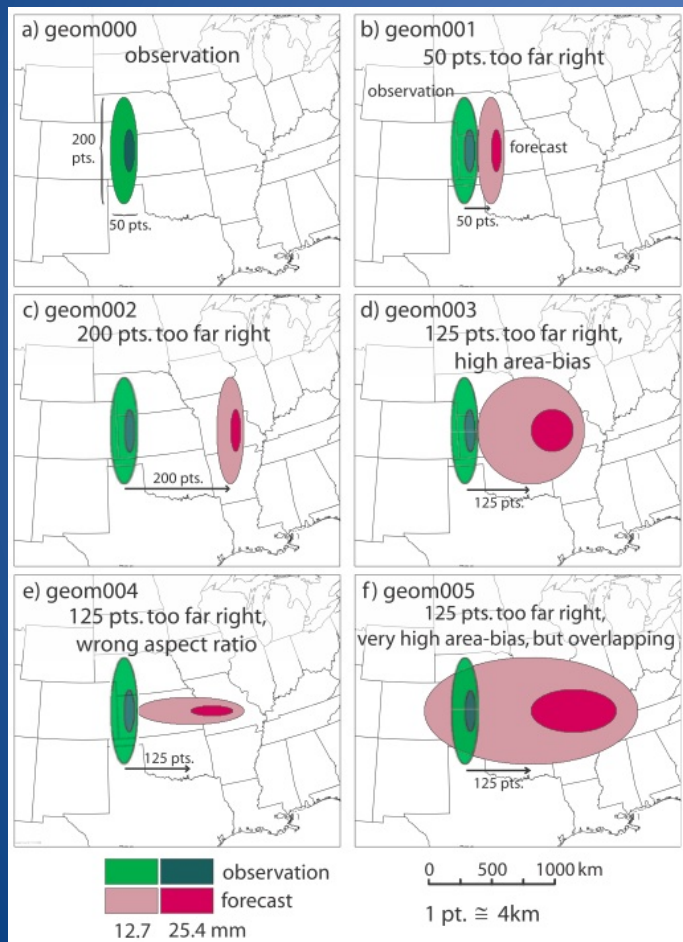 a) geom000
observation
200
pts.
50 pts.
b) geom001
50 pts. too far right
observation
forecast
50 pts.
c) geom002
200 pts. too far right
200 pts.
d) geom003
125 pts. too far right,
high area-bias
125 pts.
e) geom004
125 pts. too far right,
wrong aspect ratio
125 pts.
f) geom005
125 pts. too far right,
very high area-bias, but overlapping
125 pts.
observation
forecast
12.7 25.4 mm
0 500 1000 km
1 pt. ≅ 4km